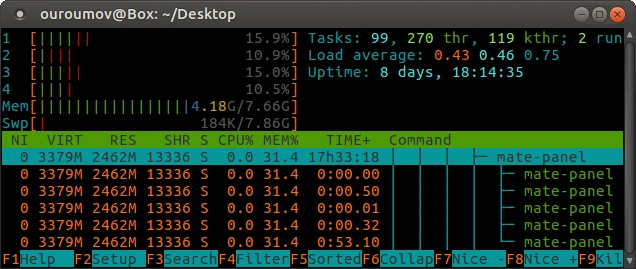 ouroumov@Box: ~/Desktop
1 [|||||| 15.9%] Tasks: 99, 270 thr, 119 kthr; 2 run
2 [|||| 10.9%] Load average: 0.43 0.46 0.75
3 [|||||| 15.0%] Uptime: 8 days, 18:14:35
4 [|||| 10.5%]
Mem[|||||||||||||||||4.18G/7.66G]
Swp[| 184K/7.86G]
NI VIRT RES SHR S CPU% MEM% TIME+ Command
0 3379M 2462M 13336 S 0.0 31.4 17h33:18 │ │ │ ├─ mate-panel
0 3379M 2462M 13336 S 0.0 31.4 0:00.00 │ │ │ │ ├─ mate-panel
0 3379M 2462M 13336 S 0.0 31.4 0:00.50 │ │ │ │ ├─ mate-panel
0 3379M 2462M 13336 S 0.0 31.4 0:00.01 │ │ │ │ ├─ mate-panel
0 3379M 2462M 13336 S 0.0 31.4 0:00.32 │ │ │ │ ├─ mate-panel
0 3379M 2462M 13336 S 0.0 31.4 0:53.10 │ │ │ │ └─ mate-panel
F1Help F2Setup F3SearchF4FilterF5SortedF6CollapF7Nice -F8Nice +F9Kil